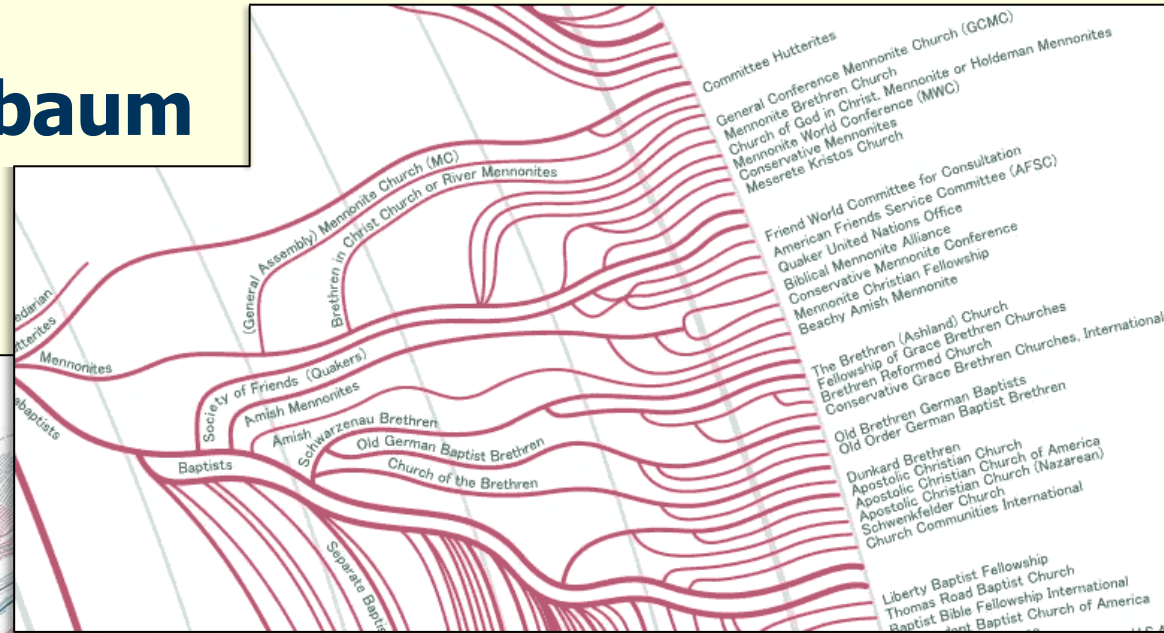 baum
Committee Hutterites
General Conference Mennonite Church (GCMC)
Mennonite Brethren Church
Church of God in Christ, Mennonite or Holdeman Mennonites
Mennonite World Conference (MWC)
Conservative Mennonites
Meserete Kristos Church
(General Assembly) Mennonite Church (MC)
Brethren in Christ Church or River Mennonites
Friend World Committee for Consultation
American Friends Service Committee (AFSC)
Quaker United Nations Office
Biblical Mennonite Alliance
Conservative Mennonite Conference
Mennonite Christian Fellowship
Beachy Amish Mennonite
edarian
tterites
Mennonites
abaptists
Society of Friends (Quakers)
Amish Mennonites
Amish
Schwarzenau Brethren
Old German Baptist Brethren
Church of the Brethren
Baptists
Separate Baptis
The Brethren (Ashland) Church
Fellowship of Grace Brethren Churches
Brethren Reformed Church
Conservative Grace Brethren Churches, International
Old Brethren German Baptists
Old Order German Baptist Brethren
Dunkard Brethren
Apostolic Christian Church
Apostolic Christian Church of America
Apostolic Christian Church (Nazarean)
Schwenkfelder Church
Church Communities International
Liberty Baptist Fellowship
Thomas Road Baptist Church
Baptist Bible Fellowship International
dent Baptist Church of America